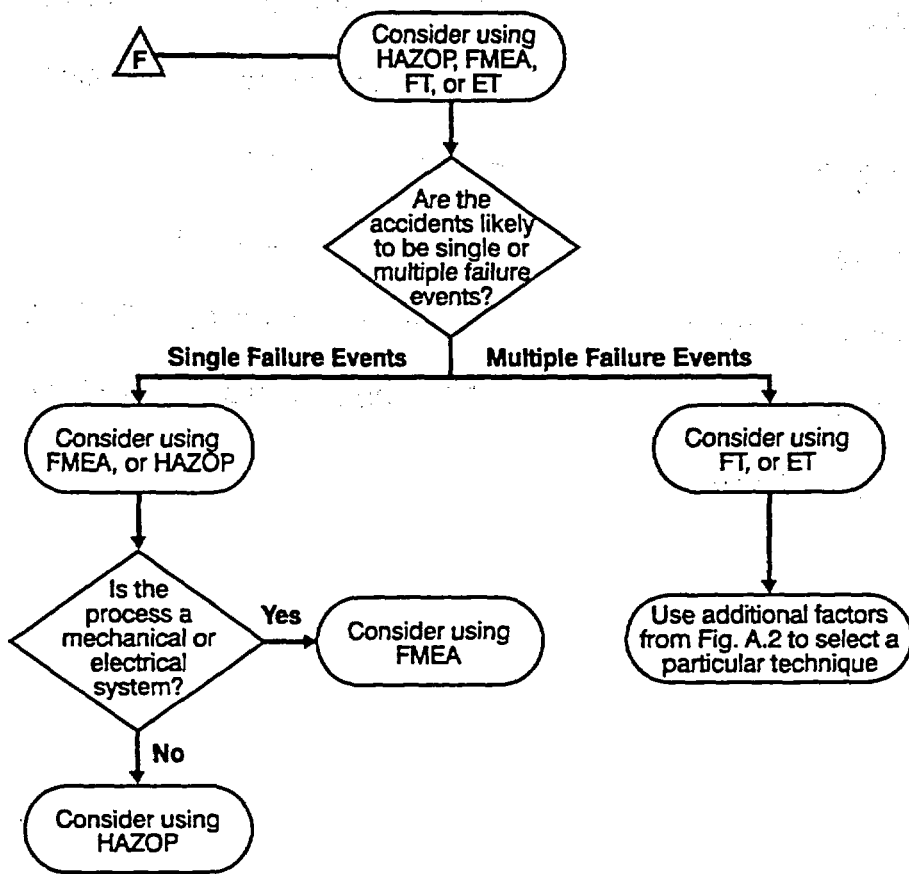 F
Consider using
HAZOP, FMEA,
FT, or ET
Are the
accidents likely
to be single or
multiple failure
events?
Single Failure Events
Multiple Failure Events
Consider using
FMEA, or HAZOP
Consider using
FT, or ET
Is the
process a
mechanical or
electrical
system?
Yes
Consider using
FMEA
Use additional factors
from Fig. A.2 to select a
particular technique
No
Consider using
HAZOP